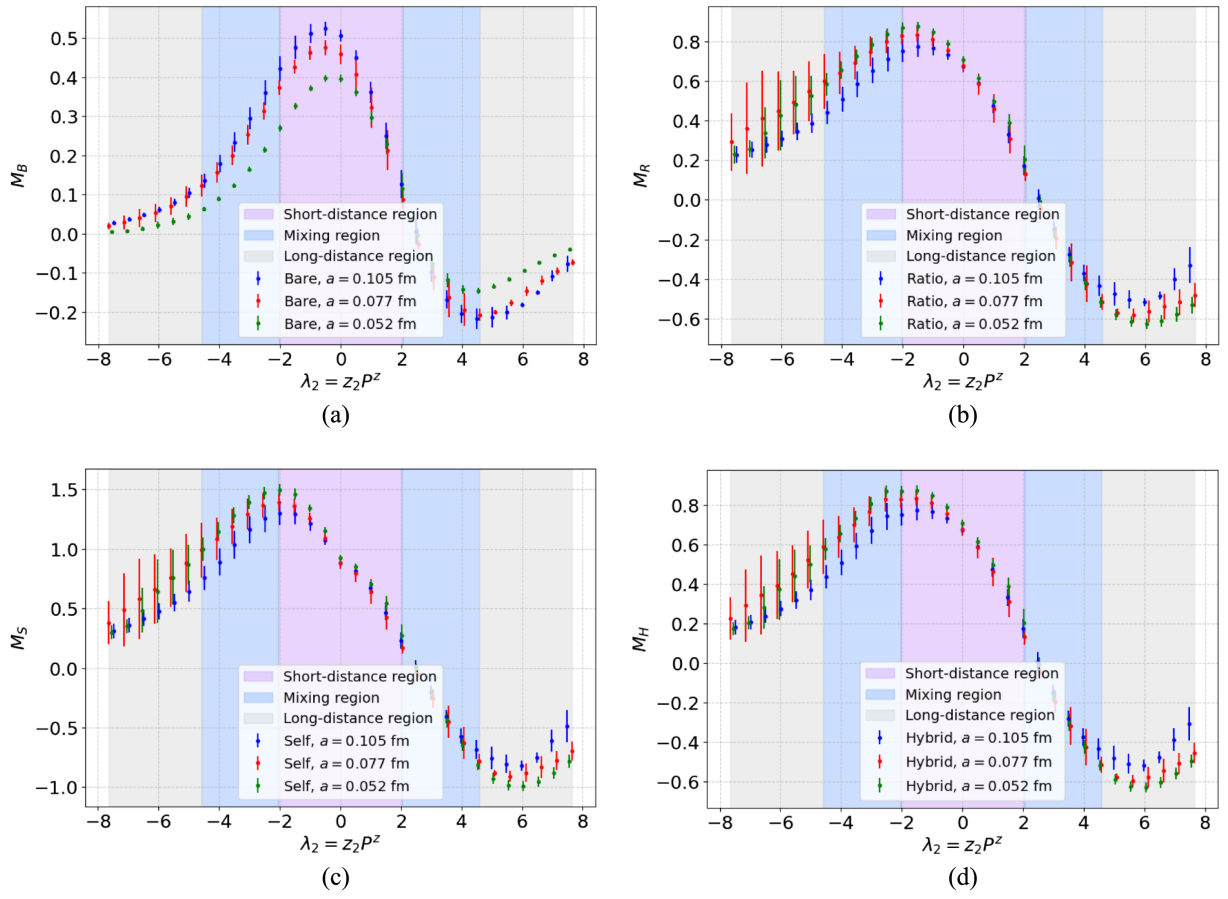 M_B
0.5
0.4
0.3
0.2
0.1
0.0
−0.1
−0.2
Short-distance region
Mixing region
Long-distance region
Bare, a = 0.105 fm
Bare, a = 0.077 fm
Bare, a = 0.052 fm
−8 −6 −4 −2 0 2 4 6 8
λ₂ = z₂Pᶻ
(a)
M_R
0.8
0.6
0.4
0.2
0.0
−0.2
−0.4
−0.6
Short-distance region
Mixing region
Long-distance region
Ratio, a = 0.105 fm
Ratio, a = 0.077 fm
Ratio, a = 0.052 fm
−8 −6 −4 −2 0 2 4 6 8
λ₂ = z₂Pᶻ
(b)
M_S
1.5
1.0
0.5
0.0
−0.5
−1.0
Short-distance region
Mixing region
Long-distance region
Self, a = 0.105 fm
Self, a = 0.077 fm
Self, a = 0.052 fm
−8 −6 −4 −2 0 2 4 6 8
λ₂ = z₂Pᶻ
(c)
M_H
0.8
0.6
0.4
0.2
0.0
−0.2
−0.4
−0.6
Short-distance region
Mixing region
Long-distance region
Hybrid, a = 0.105 fm
Hybrid, a = 0.077 fm
Hybrid, a = 0.052 fm
−8 −6 −4 −2 0 2 4 6 8
λ₂ = z₂Pᶻ
(d)